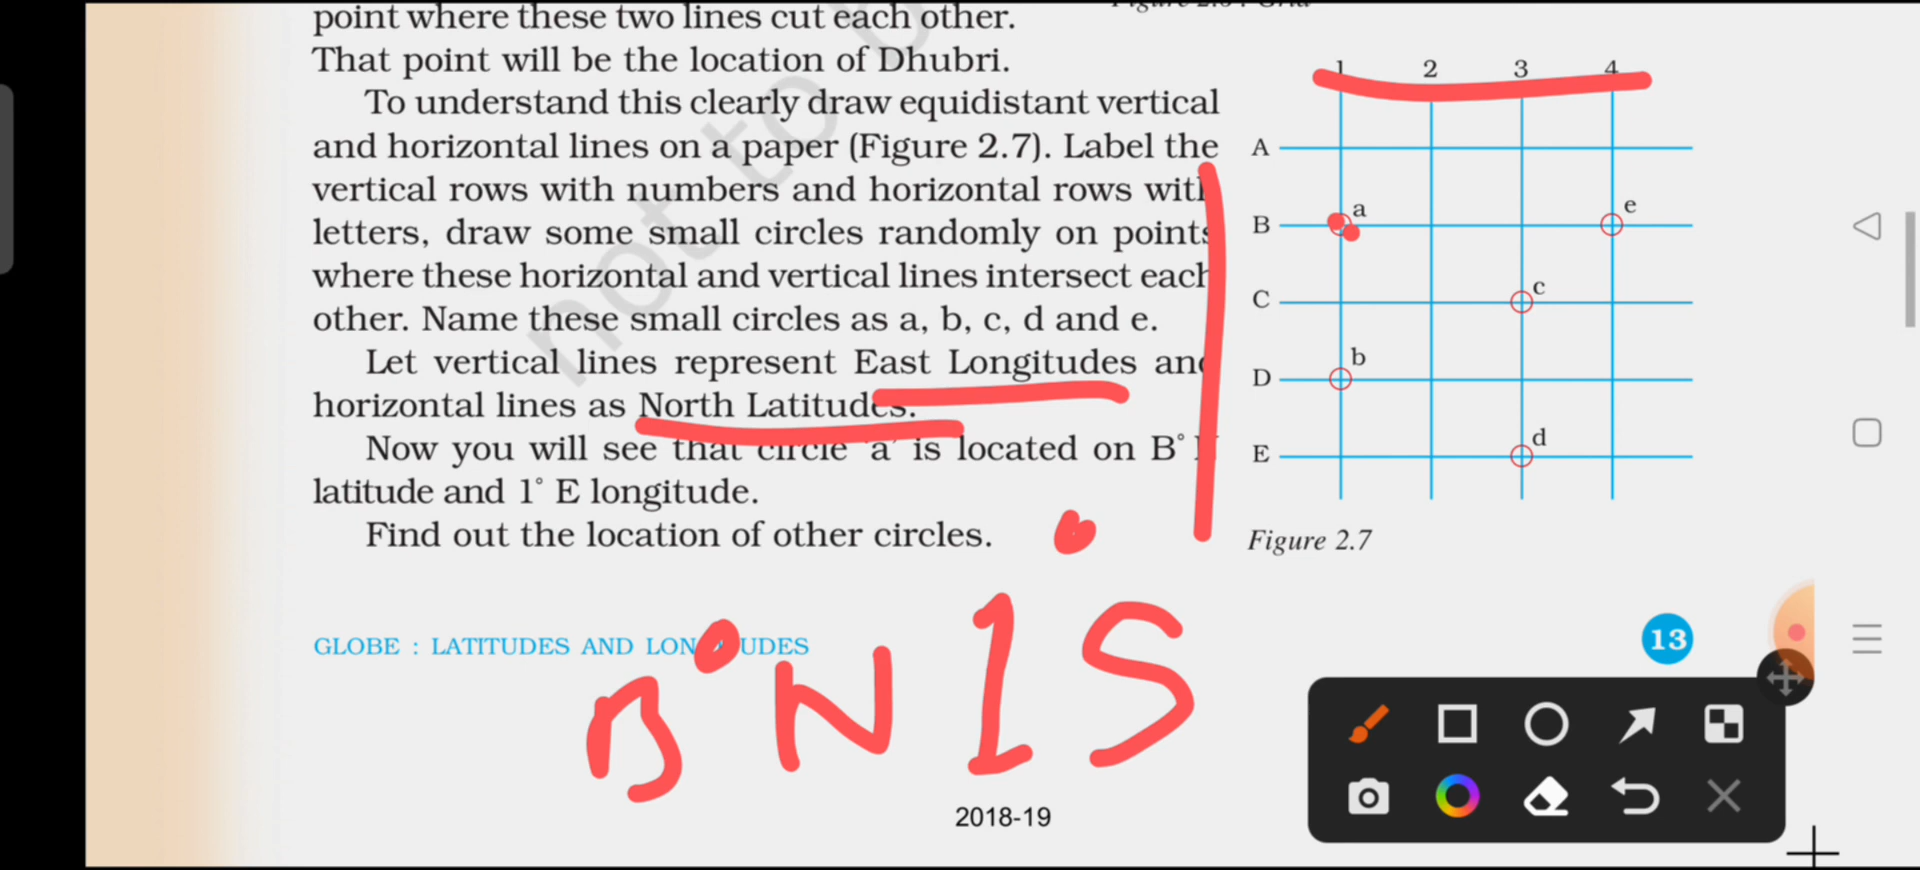 point where these two lines cut each other.
That point will be the location of Dhubri.
To understand this clearly draw equidistant vertical
and horizontal lines on a paper (Figure 2.7). Label the
vertical rows with numbers and horizontal rows with
letters, draw some small circles randomly on points
where these horizontal and vertical lines intersect each
other. Name these small circles as a, b, c, d and e.
Let vertical lines represent East Longitudes and
horizontal lines as North Latitudes.
Now you will see that circle 'a' is located on B° N
latitude and 1° E longitude.
Find out the location of other circles.
1 2 3 4
A
B a e
C c
D b
E d
Figure 2.7
GLOBE : LATITUDES AND LONGITUDES
13
B° N 1° S
2018-19
not to b